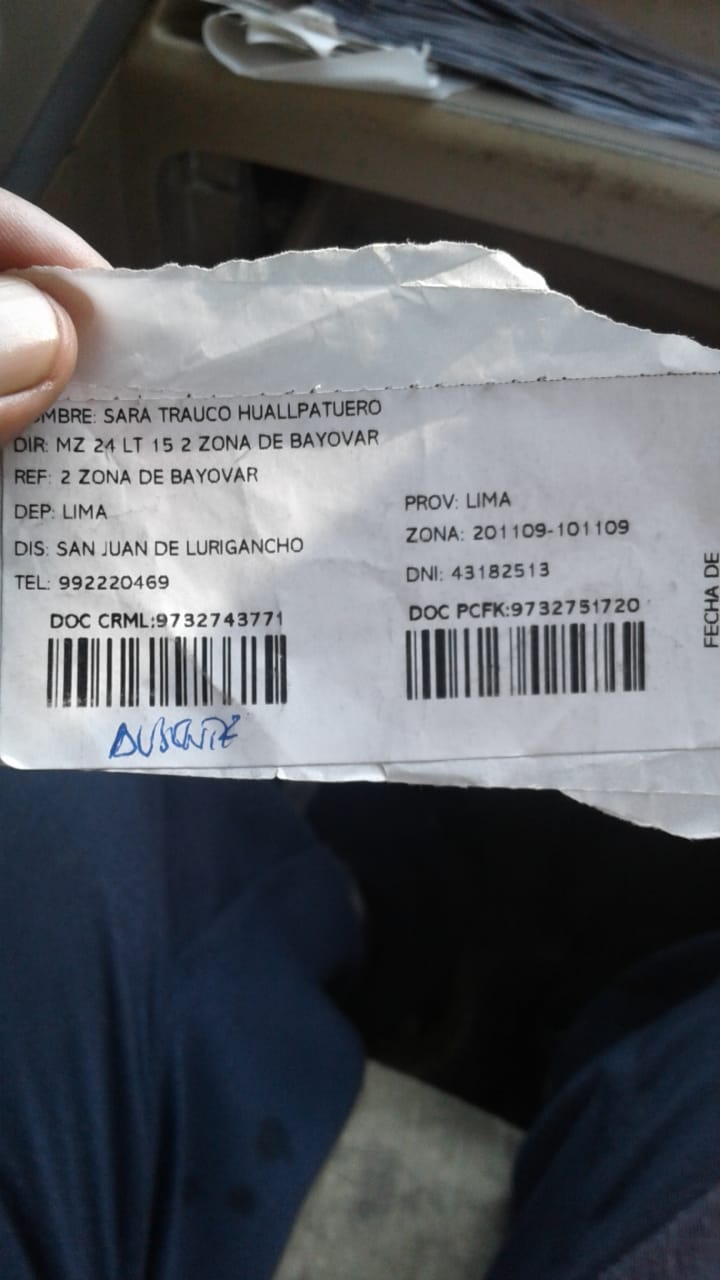 MBRE: SARA TRAUCO HUALLPATUERO
DIR: MZ 24 LT 15 2 ZONA DE BAYOVAR
REF: 2 ZONA DE BAYOVAR
DEP: LIMA
PROV: LIMA
DIS: SAN JUAN DE LURIGANCHO
ZONA: 201109-101109
TEL: 992220469
DNI: 43182513
DOC CRML:9732743771
DOC PCFK:9732751720
AUSENTE
FECHA DE